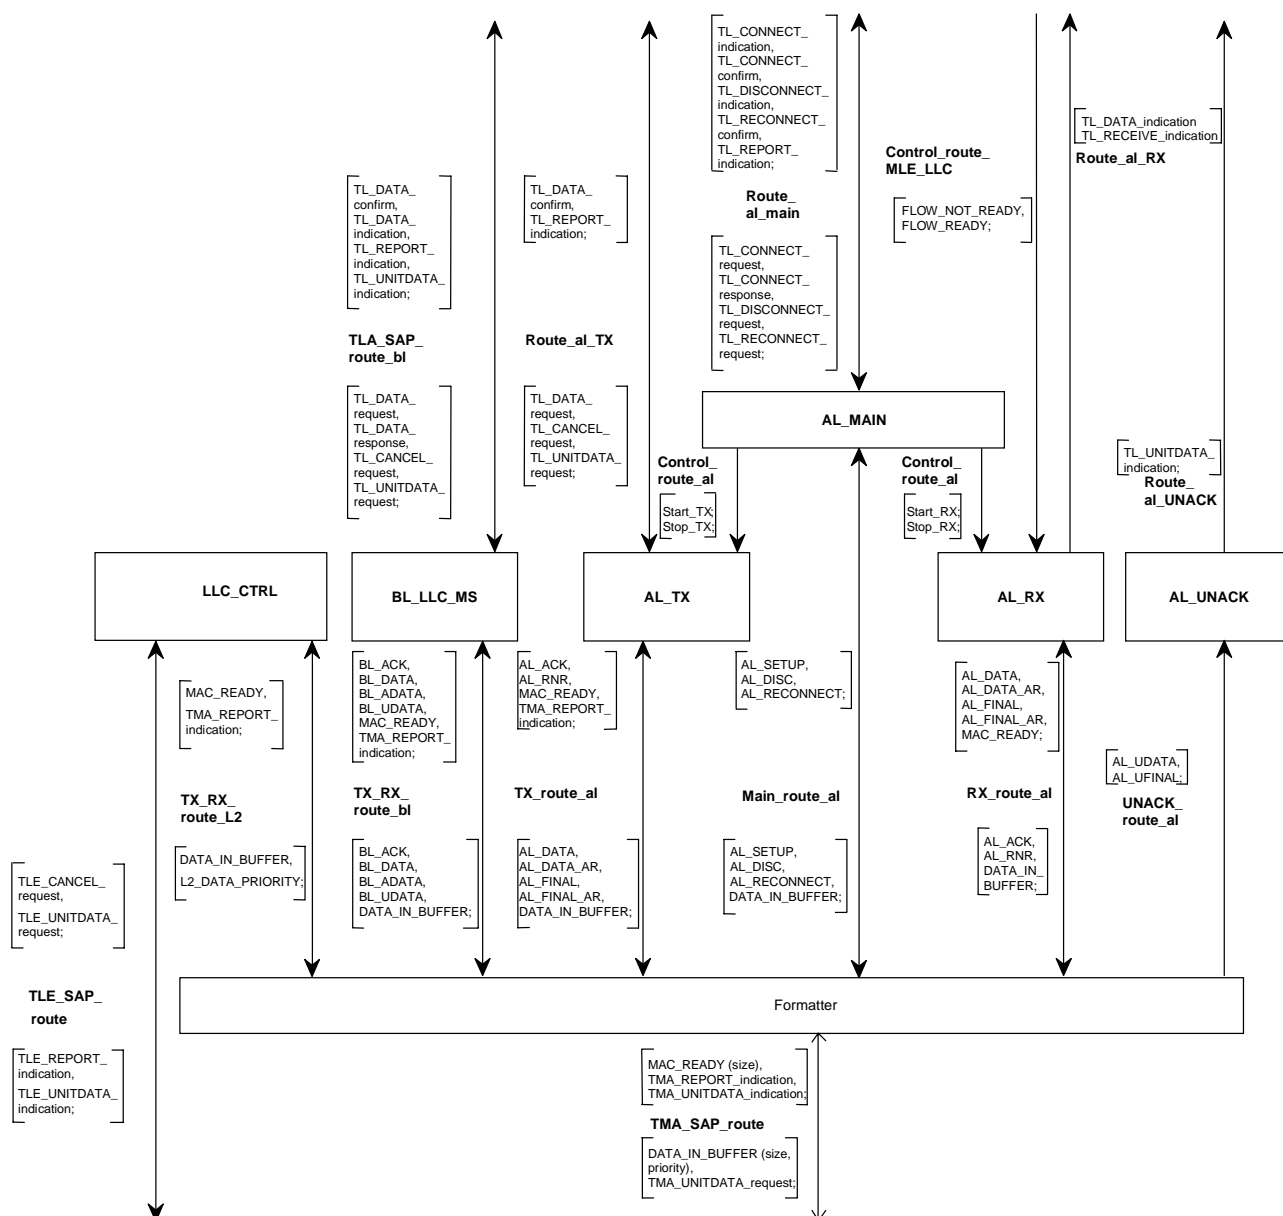 TL_CONNECT_
indication,
TL_CONNECT_
confirm,
TL_DISCONNECT_
indication,
TL_RECONNECT_
confirm,
TL_REPORT_
indication;
Route_
al_main
TL_CONNECT_
request,
TL_CONNECT_
response,
TL_DISCONNECT_
request,
TL_RECONNECT_
request;
Control_route_
MLE_LLC
FLOW_NOT_READY,
FLOW_READY;
TL_DATA_indication
TL_RECEIVE_indication
Route_al_RX
TL_DATA_
confirm,
TL_DATA_
indication,
TL_REPORT_
indication,
TL_UNITDATA_
indication;
TLA_SAP_
route_bl
TL_DATA_
request,
TL_DATA_
response,
TL_CANCEL_
request,
TL_UNITDATA_
request;
TL_DATA_
confirm,
TL_REPORT_
indication;
Route_al_TX
TL_DATA_
request,
TL_CANCEL_
request,
TL_UNITDATA_
request;
AL_MAIN
Control_
route_al
Start_TX;
Stop_TX;
Control_
route_al
Start_RX;
Stop_RX;
TL_UNITDATA_
indication;
Route_
al_UNACK
LLC_CTRL
BL_LLC_MS
AL_TX
AL_RX
AL_UNACK
MAC_READY,
TMA_REPORT_
indication;
TX_RX_
route_L2
DATA_IN_BUFFER,
L2_DATA_PRIORITY;
BL_ACK,
BL_DATA,
BL_ADATA,
BL_UDATA,
MAC_READY,
TMA_REPORT_
indication;
TX_RX_
route_bl
BL_ACK,
BL_DATA,
BL_ADATA,
BL_UDATA,
DATA_IN_BUFFER;
AL_ACK,
AL_RNR,
MAC_READY,
TMA_REPORT_
indication;
TX_route_al
AL_DATA,
AL_DATA_AR,
AL_FINAL,
AL_FINAL_AR,
DATA_IN_BUFFER;
AL_SETUP,
AL_DISC,
AL_RECONNECT;
Main_route_al
AL_SETUP,
AL_DISC,
AL_RECONNECT,
DATA_IN_BUFFER;
AL_DATA,
AL_DATA_AR,
AL_FINAL,
AL_FINAL_AR,
MAC_READY;
RX_route_al
AL_ACK,
AL_RNR,
DATA_IN_
BUFFER;
AL_UDATA,
AL_UFINAL;
UNACK_
route_al
TLE_CANCEL_
request,
TLE_UNITDATA_
request;
TLE_SAP_
route
TLE_REPORT_
indication,
TLE_UNITDATA_
indication;
Formatter
MAC_READY (size),
TMA_REPORT_indication,
TMA_UNITDATA_indication;
TMA_SAP_route
DATA_IN_BUFFER (size,
priority),
TMA_UNITDATA_request;